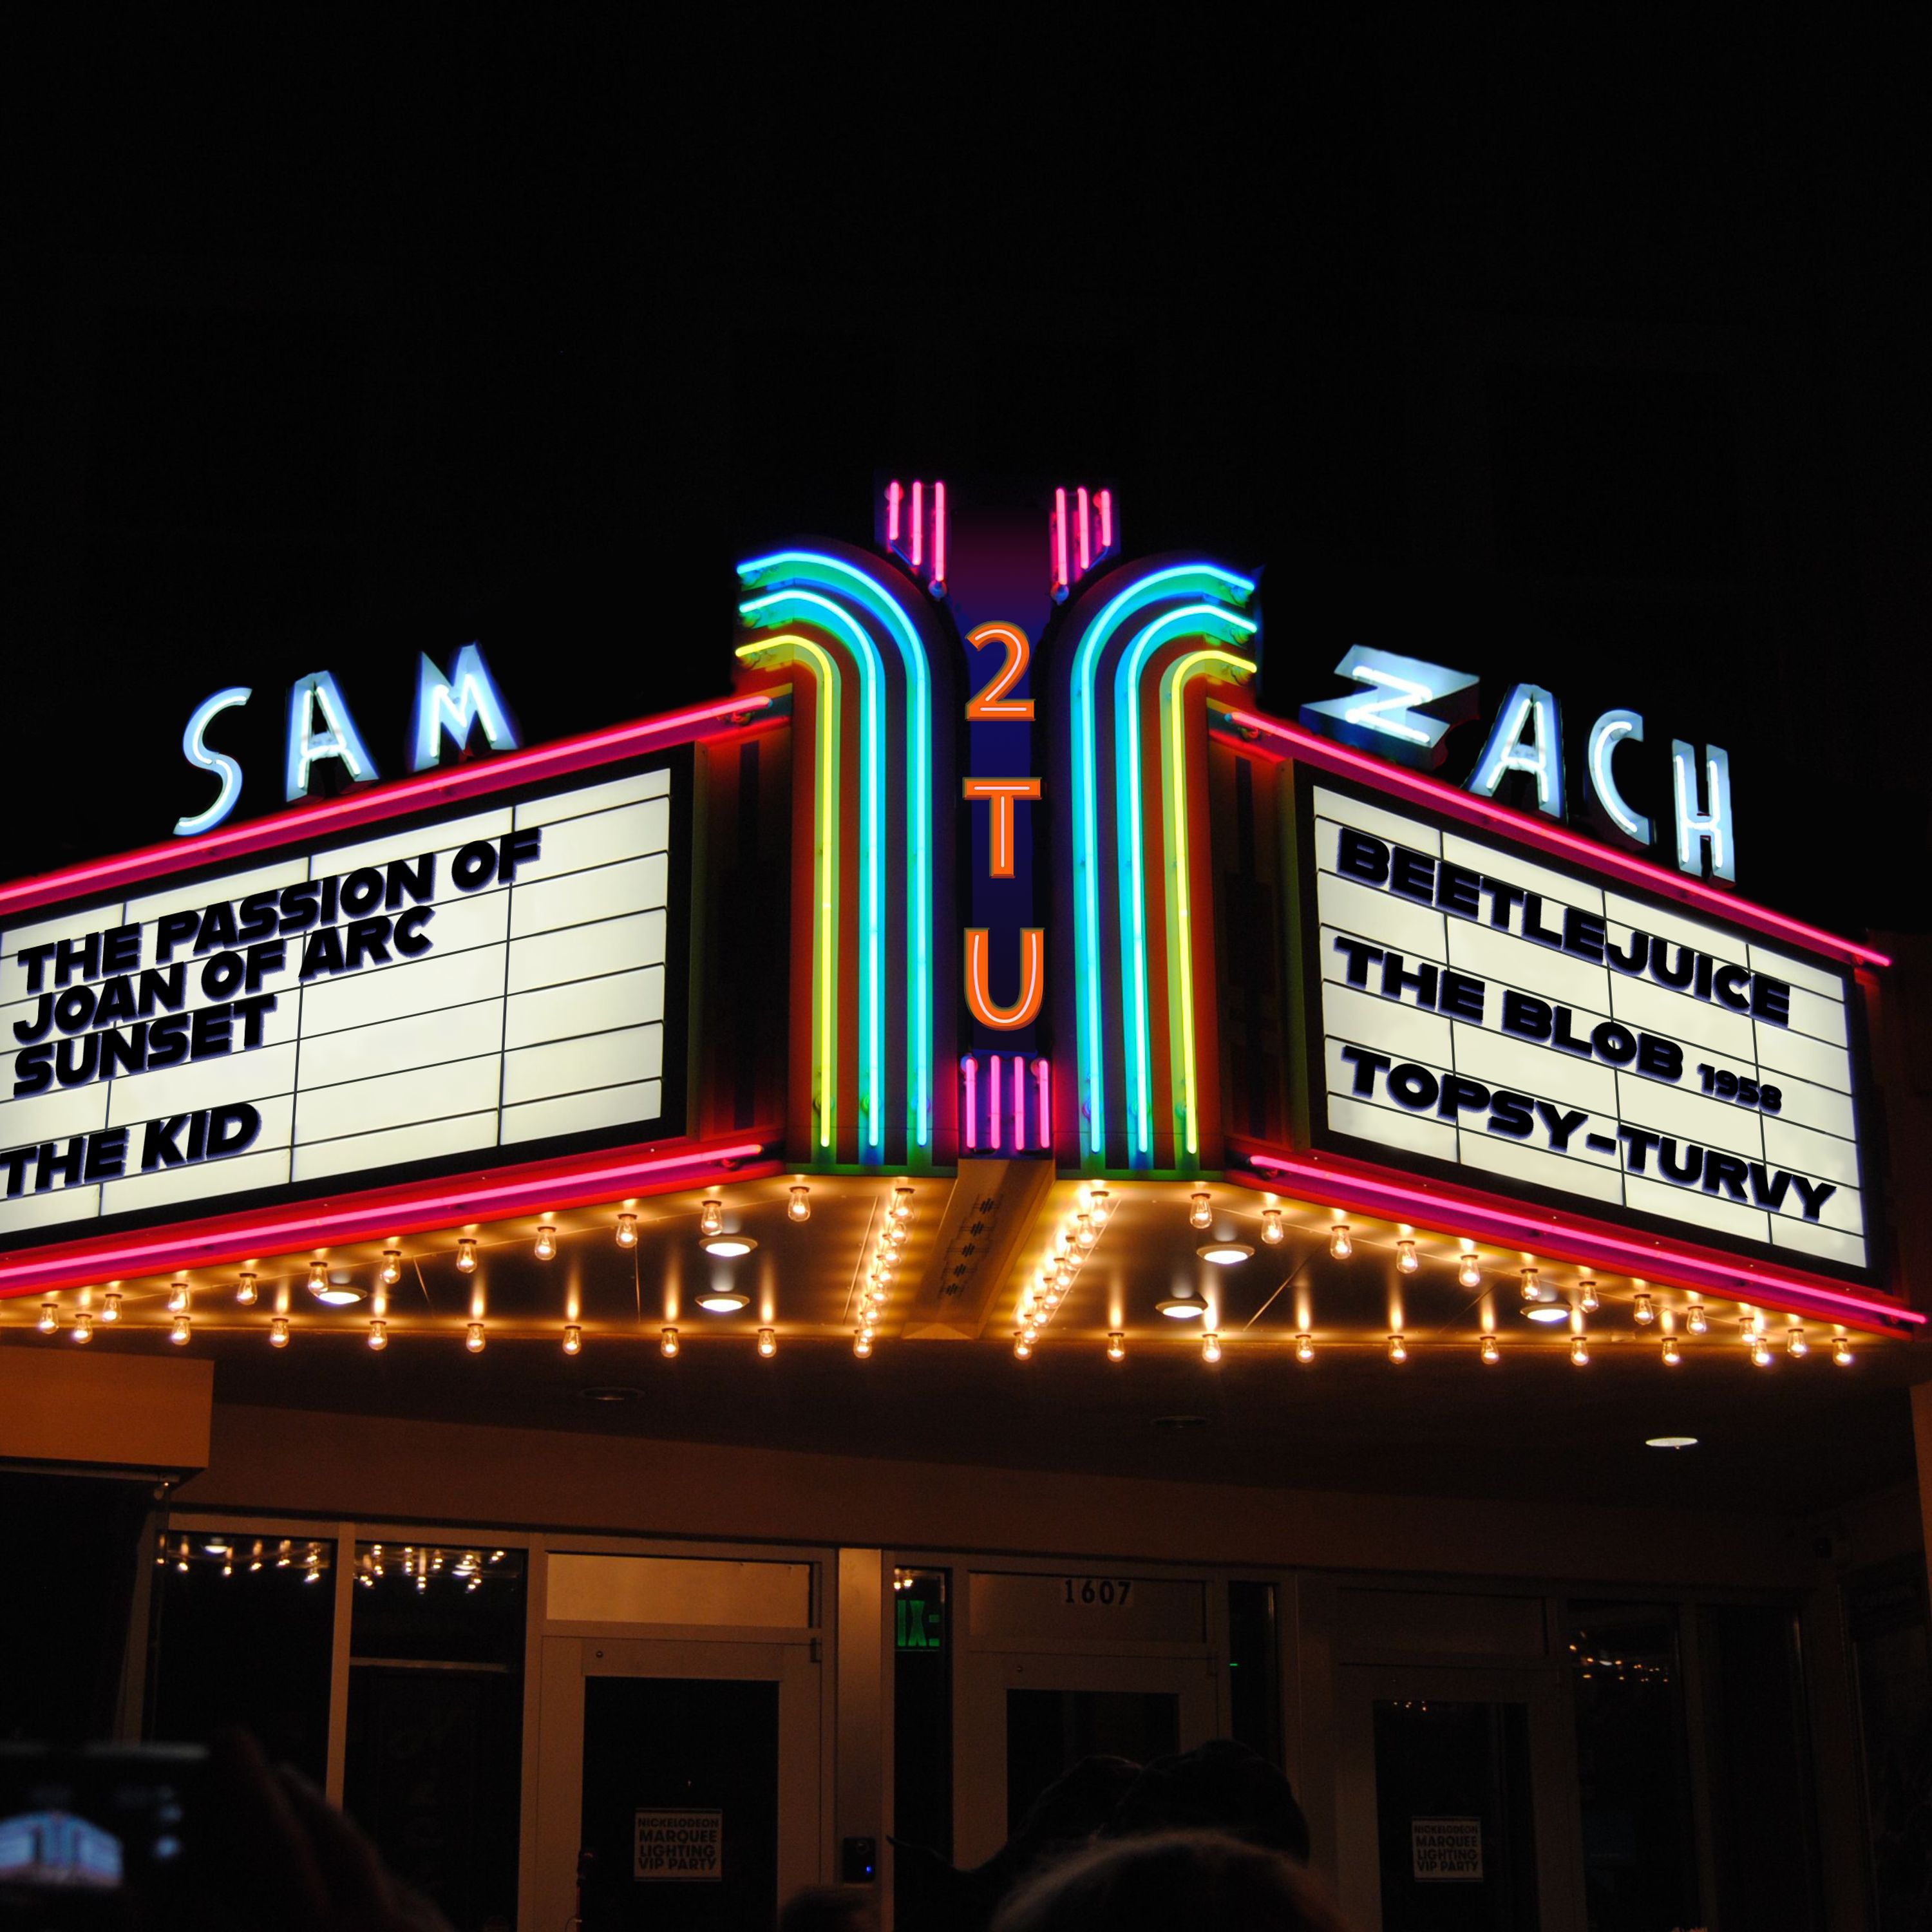 SAM
ZACH
2
T
U
THE PASSION OF
JOAN OF ARC
SUNSET
THE KID
BEETLEJUICE
THE BLOB 1958
TOPSY-TURVY
1607
NICKELODEON
MARQUEE
LIGHTING
VIP PARTY
NICKELODEON
MARQUEE
LIGHTING
VIP PARTY